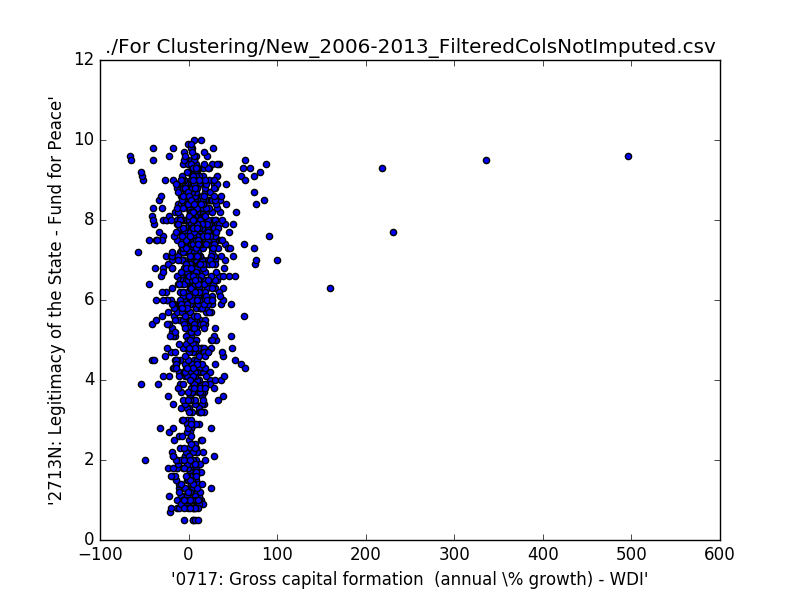 ./For Clustering/New_2006-2013_FilteredColsNotImputed.csv
12
10
8
6
4
2
0
'2713N: Legitimacy of the State - Fund for Peace'
−100 0 100 200 300 400 500 600
'0717: Gross capital formation  (annual \% growth) - WDI'